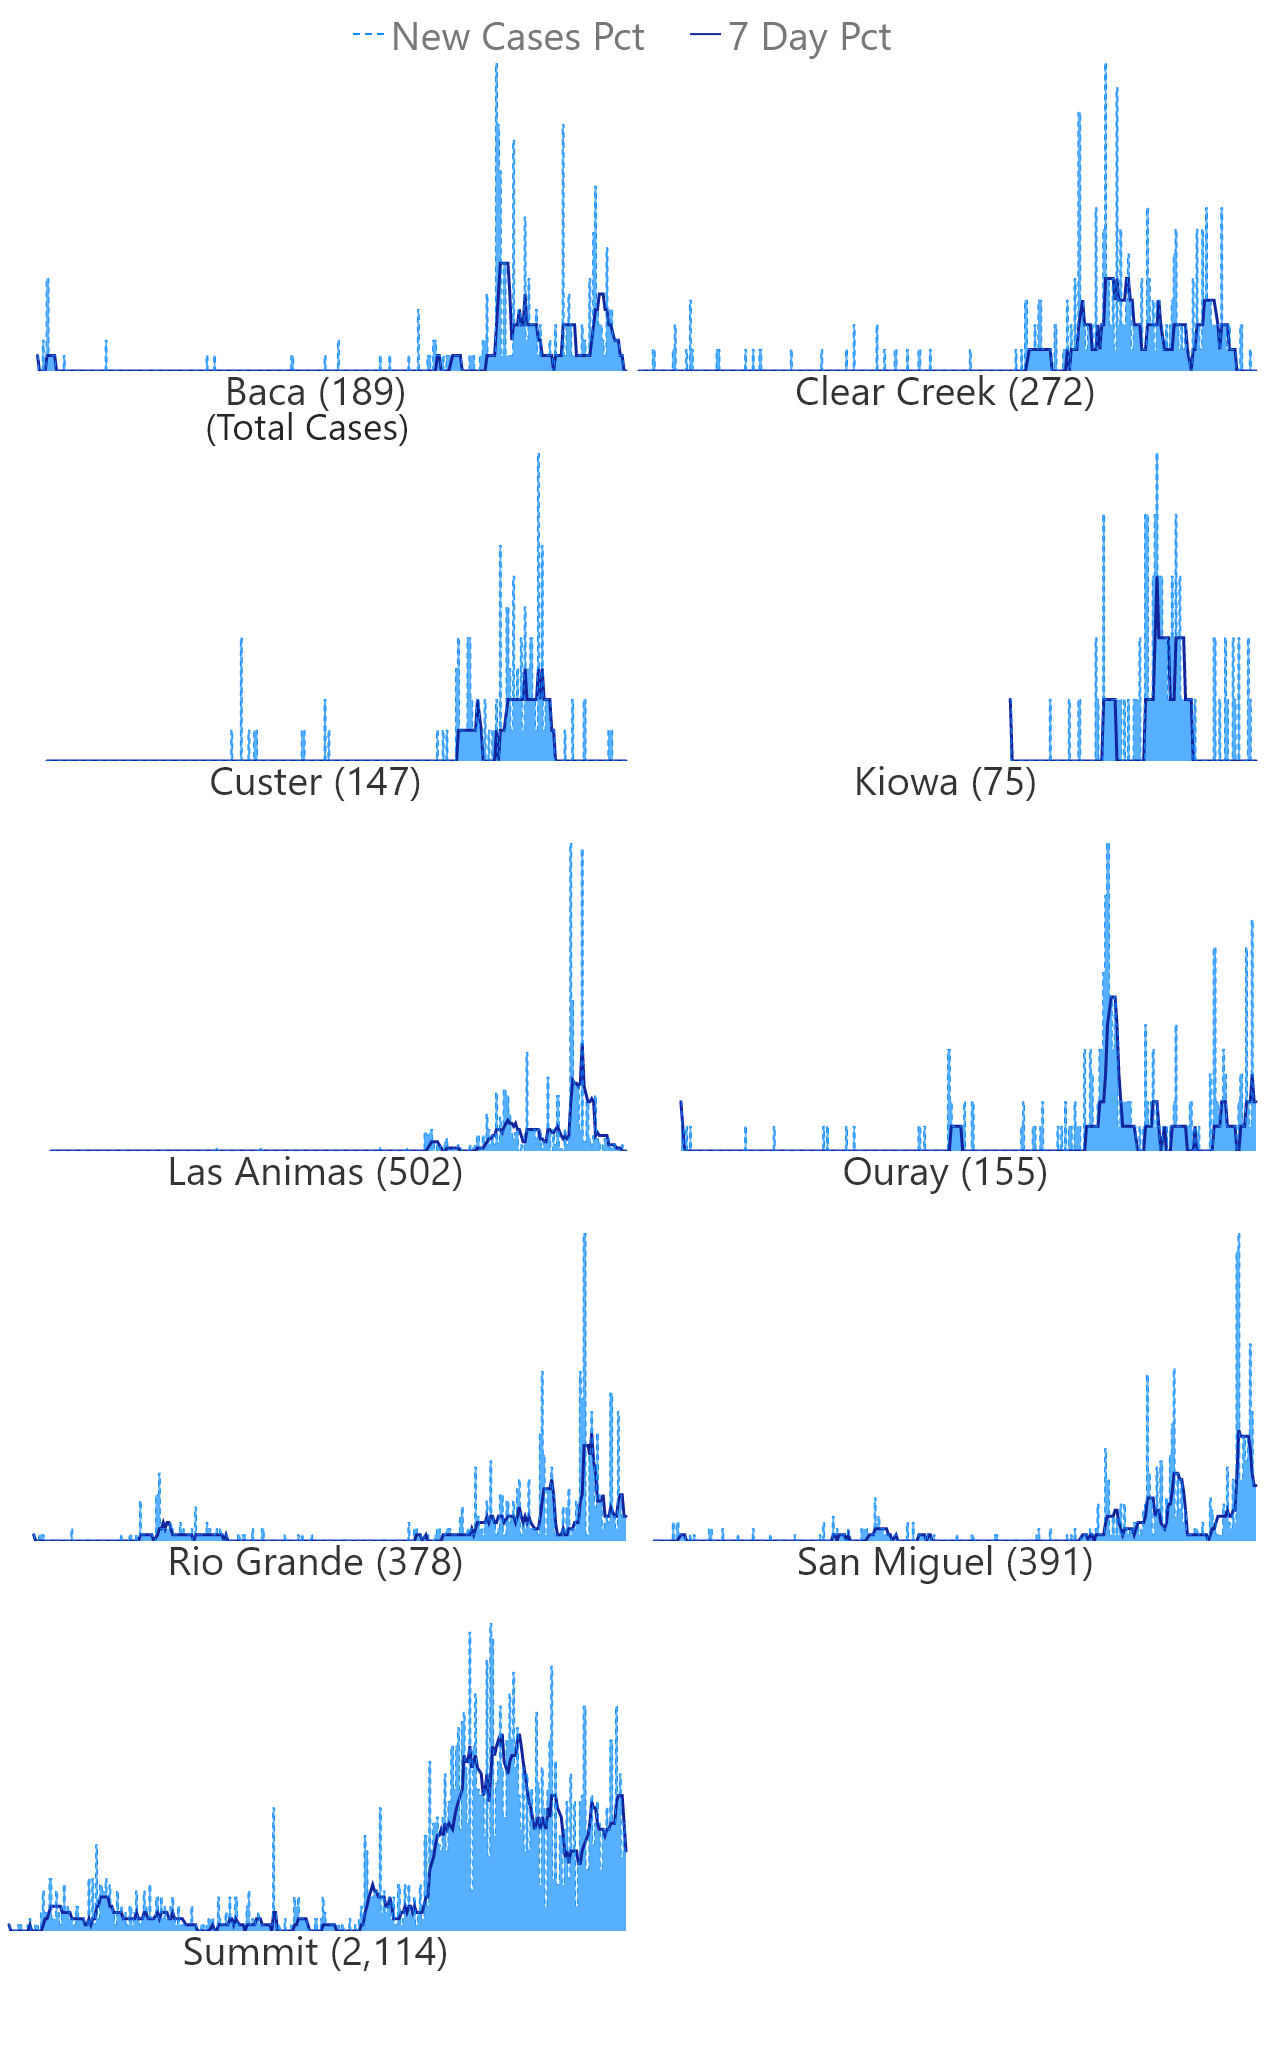 New Cases Pct 7 Day Pct
Baca (189) Clear Creek (272)
(Total Cases)
Custer (147) Kiowa (75)
Las Animas (502) Ouray (155)
Rio Grande (378) San Miguel (391)
Summit (2,114)